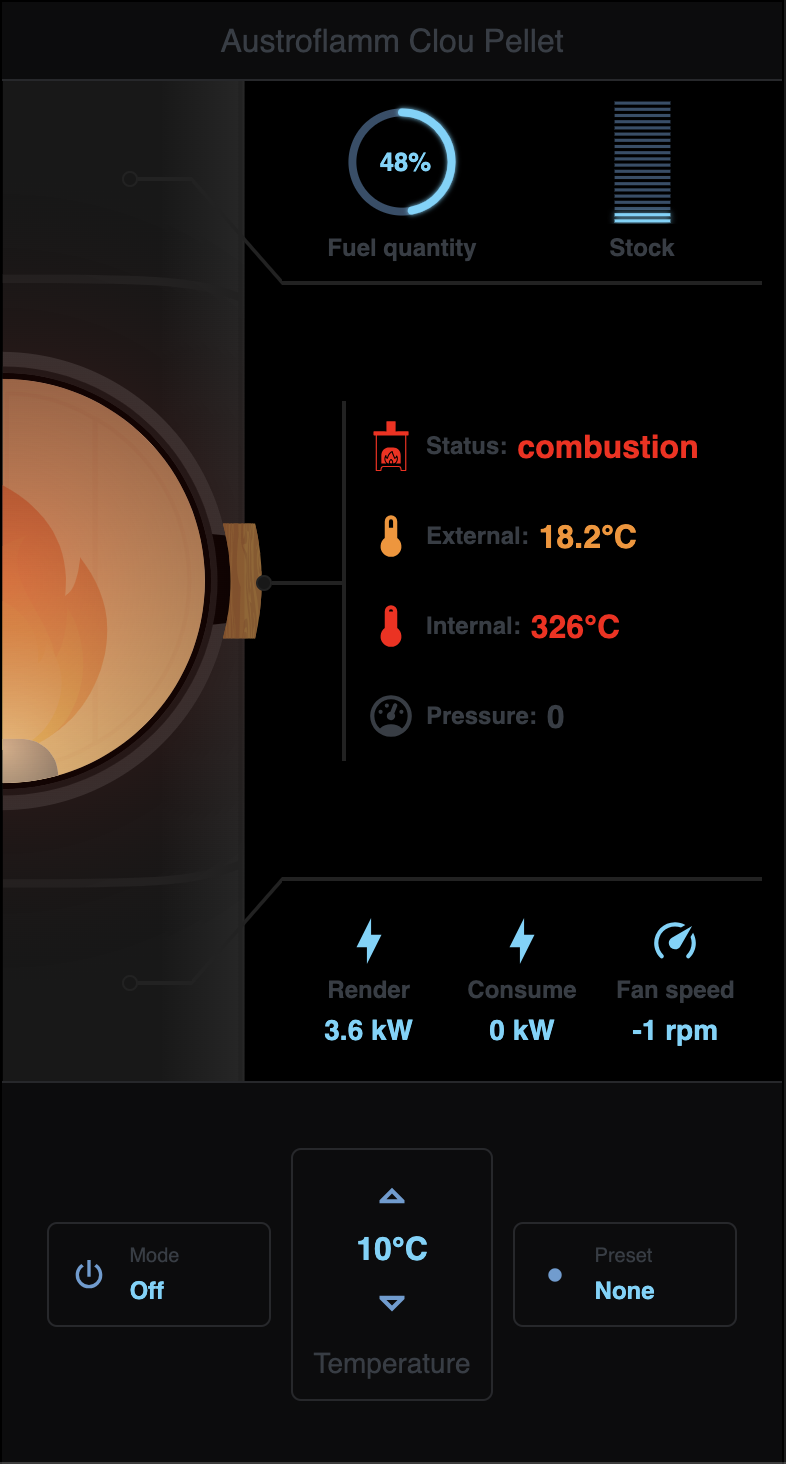 Austroflamm Clou Pellet
48%
Fuel quantity
Stock
Status: combustion
External: 18.2°C
Internal: 326°C
Pressure: 0
Render
Consume
Fan speed
3.6 kW
0 kW
-1 rpm
10°C
Mode
Off
Preset
None
Temperature